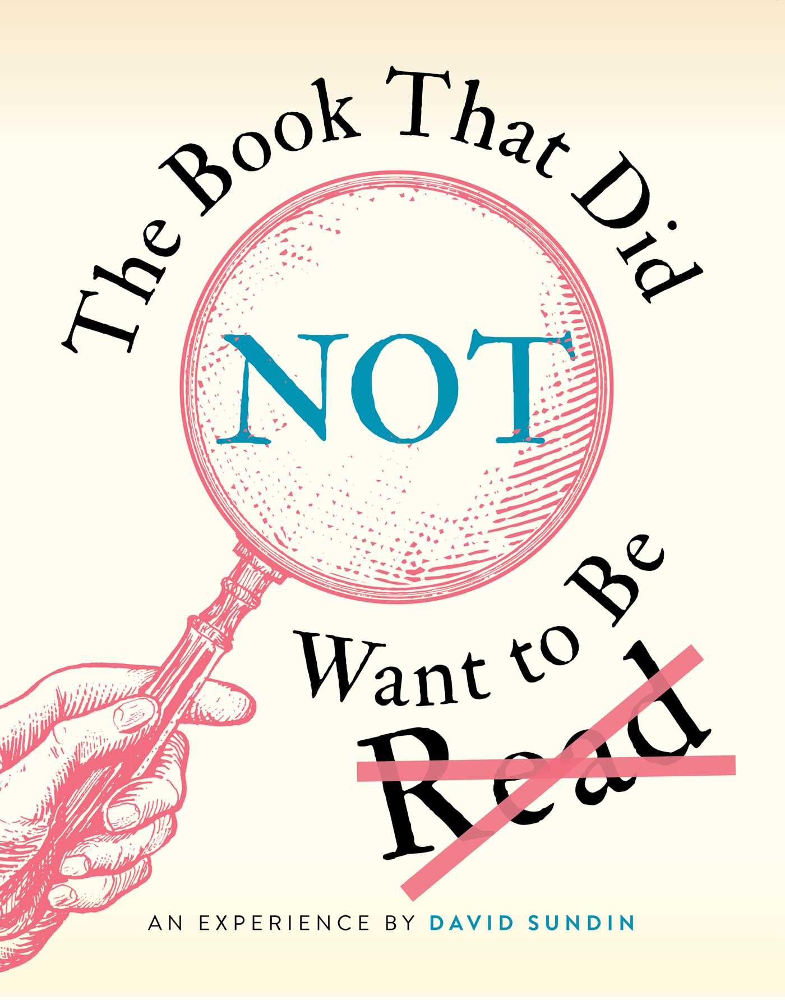 The Book That Did
NOT
Want to Be
Read
AN EXPERIENCE BY DAVID SUNDIN